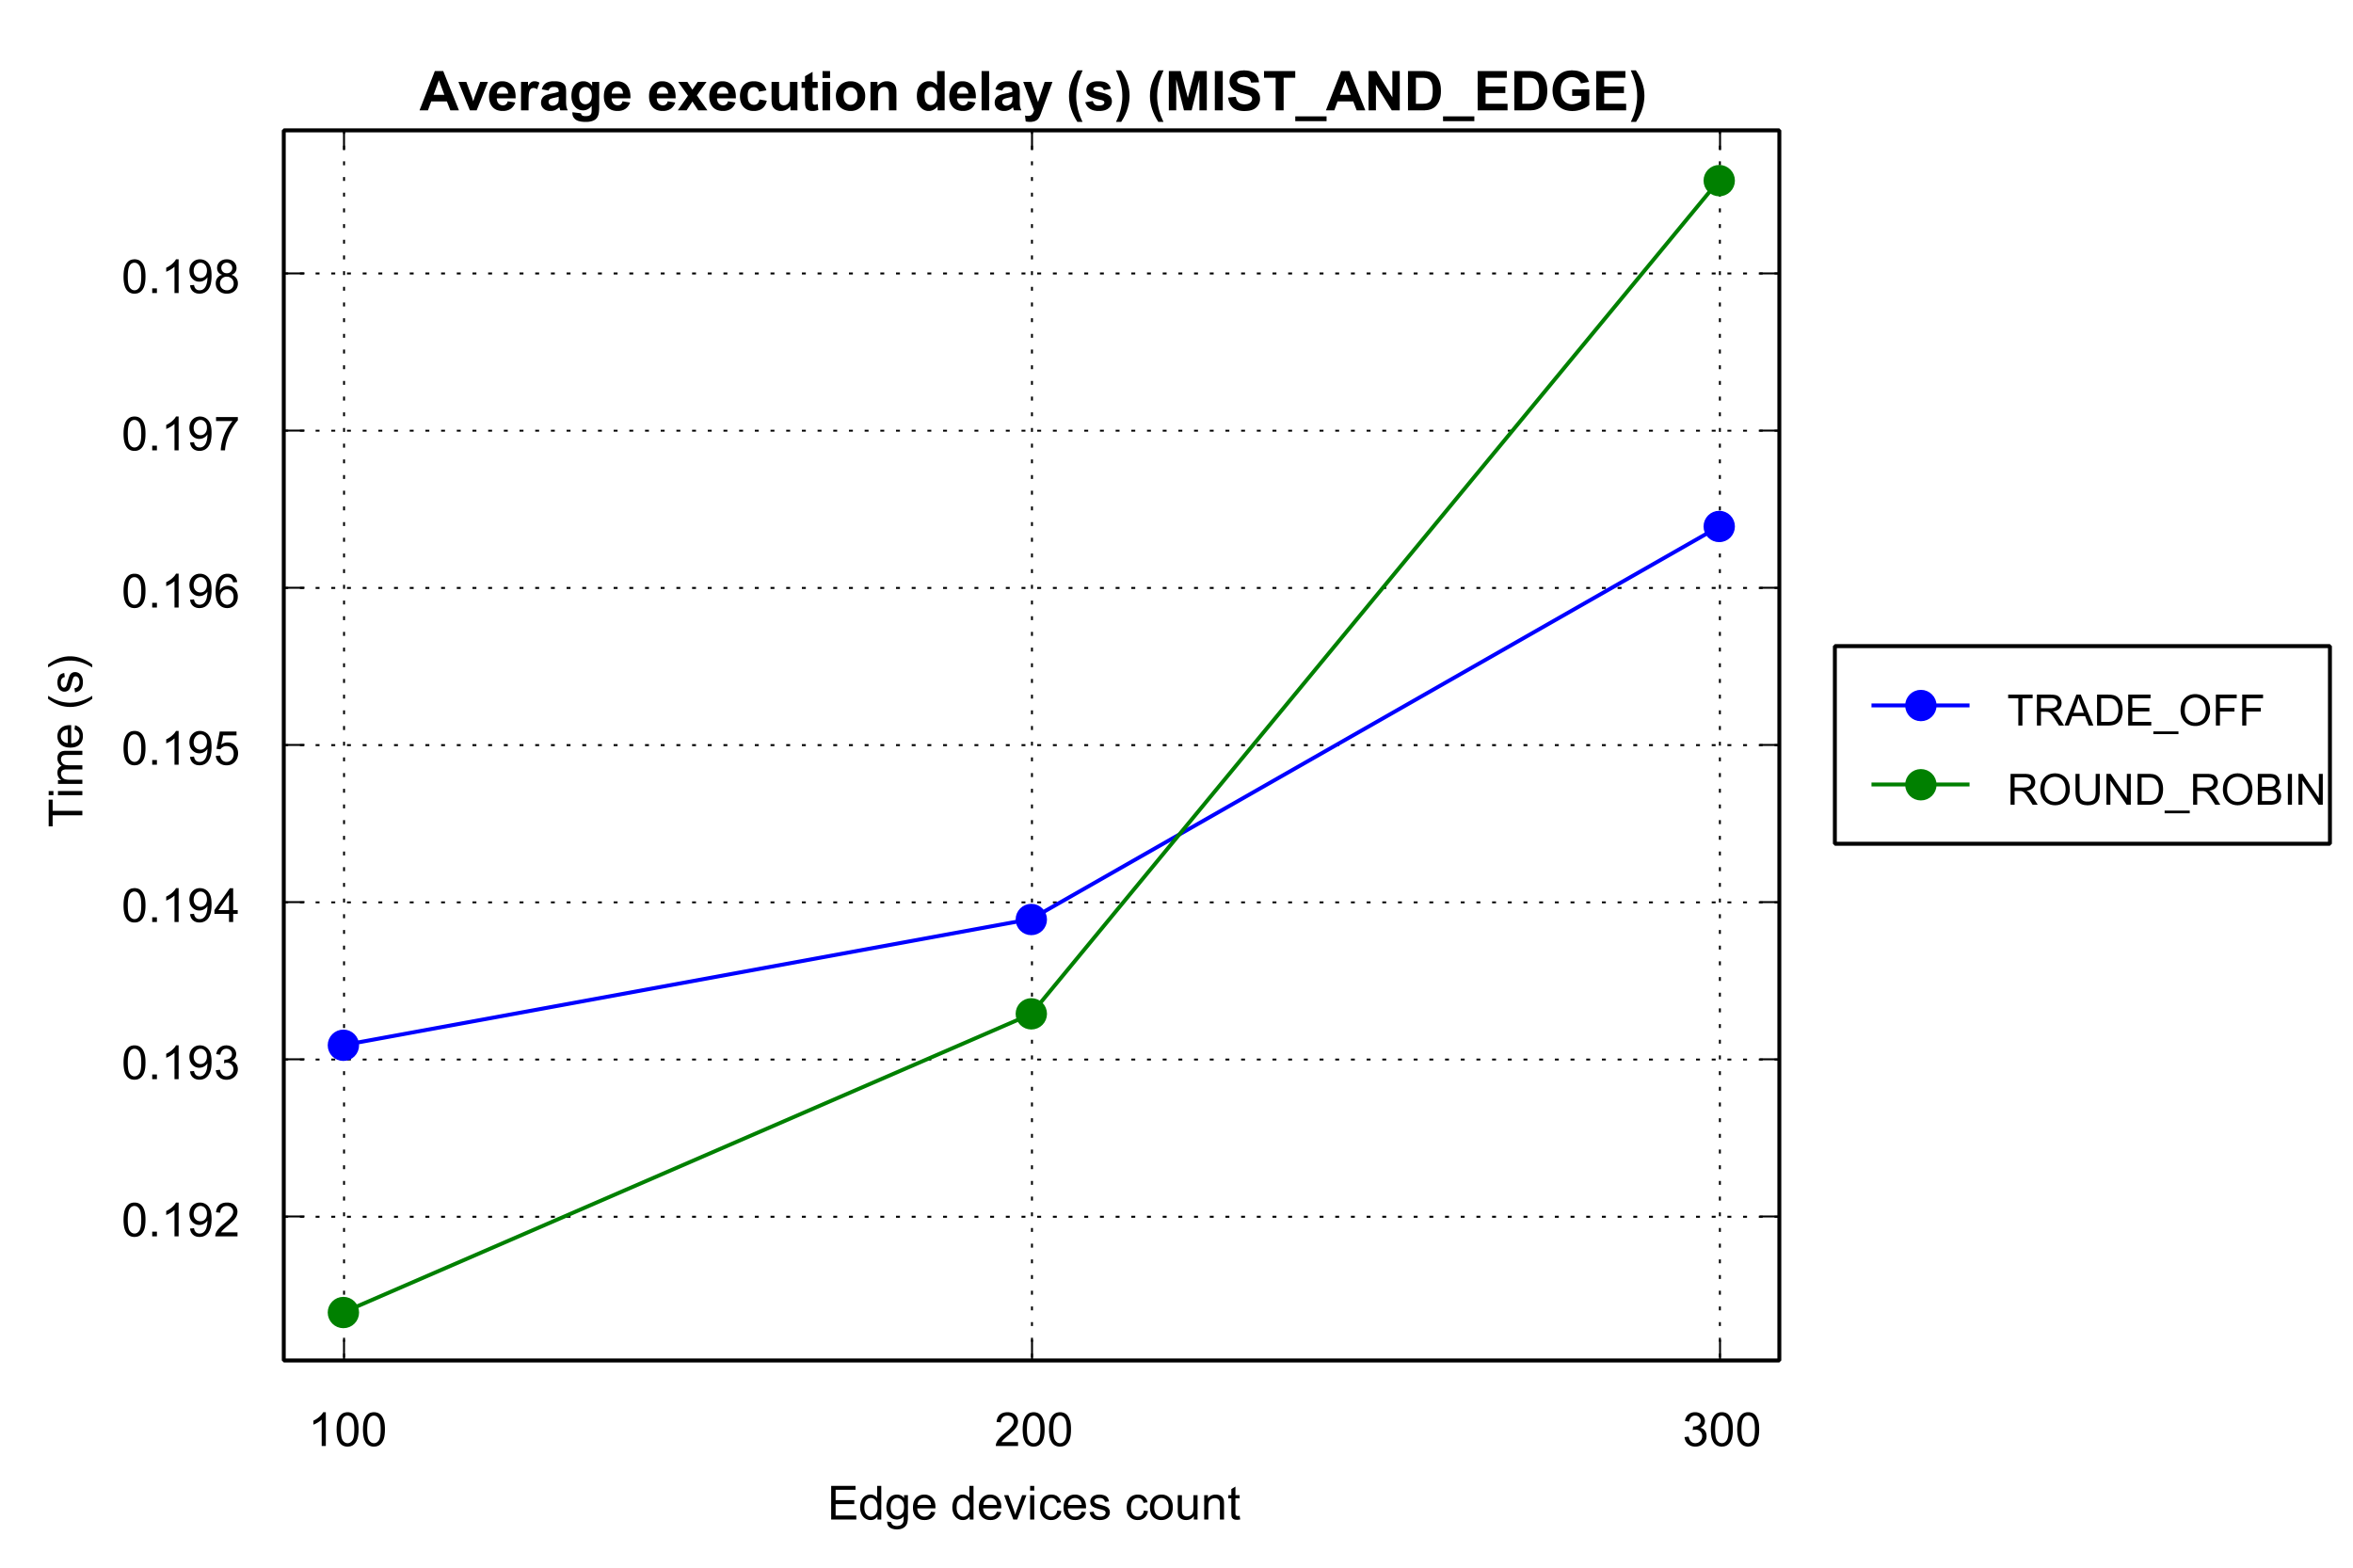 Average execution delay (s) (MIST_AND_EDGE)
0.198
0.197
0.196
0.195
0.194
0.193
0.192
Time (s)
TRADE_OFF
ROUND_ROBIN
100 200 300
Edge devices count